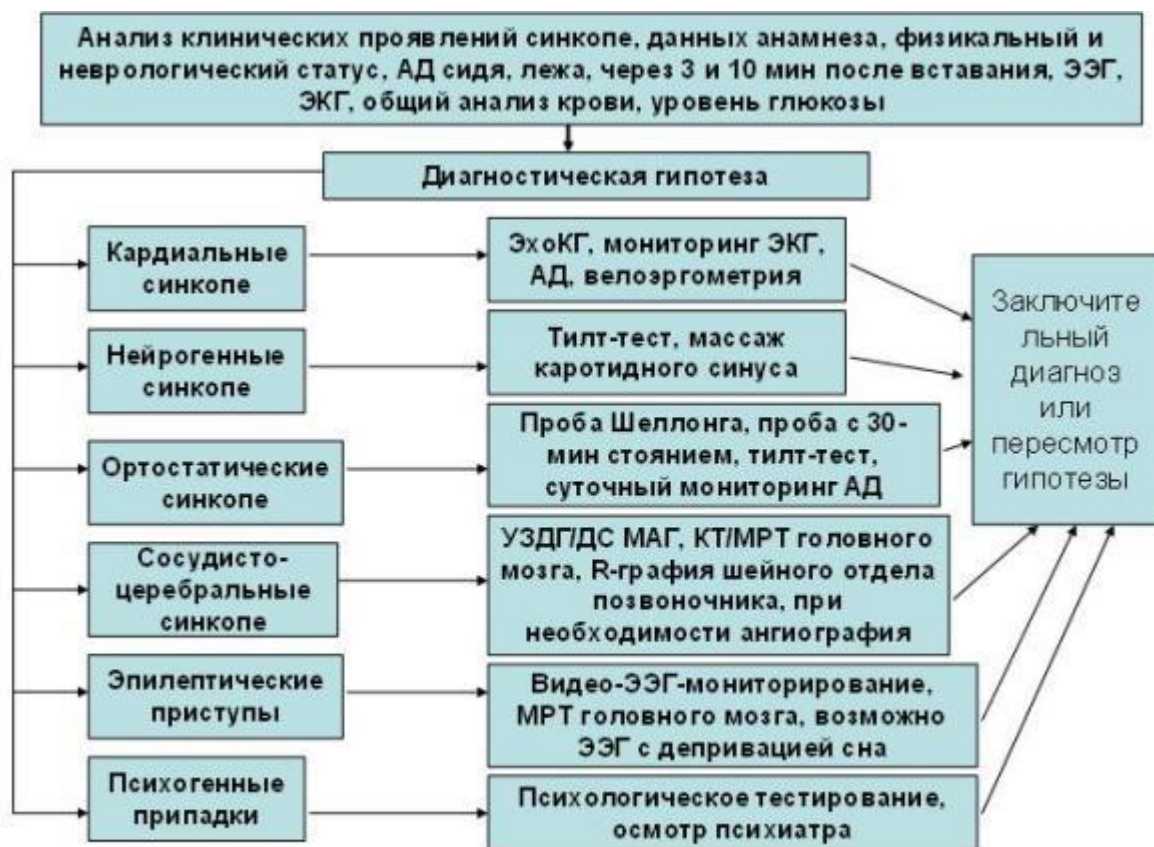 Анализ клинических проявлений синкопе, данных анамнеза, физикальный и
неврологический статус, АД сидя, лежа, через 3 и 10 мин после вставания, ЭЭГ,
ЭКГ, общий анализ крови, уровень глюкозы
Диагностическая гипотеза
Кардиальные
синкопе
ЭхоКГ, мониторинг ЭКГ,
АД, велоэргометрия
Нейрогенные
синкопе
Тилт-тест, массаж
каротидного синуса
Ортостатические
синкопе
Проба Шеллонга, проба с 30-
мин стоянием, тилт-тест,
суточный мониторинг АД
Сосудисто-
церебральные
синкопе
УЗДГ/ДС МАГ, КТ/МРТ головного
мозга, R-графия шейного отдела
позвоночника, при
необходимости ангиография
Эпилептические
приступы
Видео-ЭЭГ-мониторирование,
МРТ головного мозга, возможно
ЭЭГ с депривацией сна
Психогенные
припадки
Психологическое тестирование,
осмотр психиатра
Заключите
льный
диагноз
или
пересмотр
гипотезы